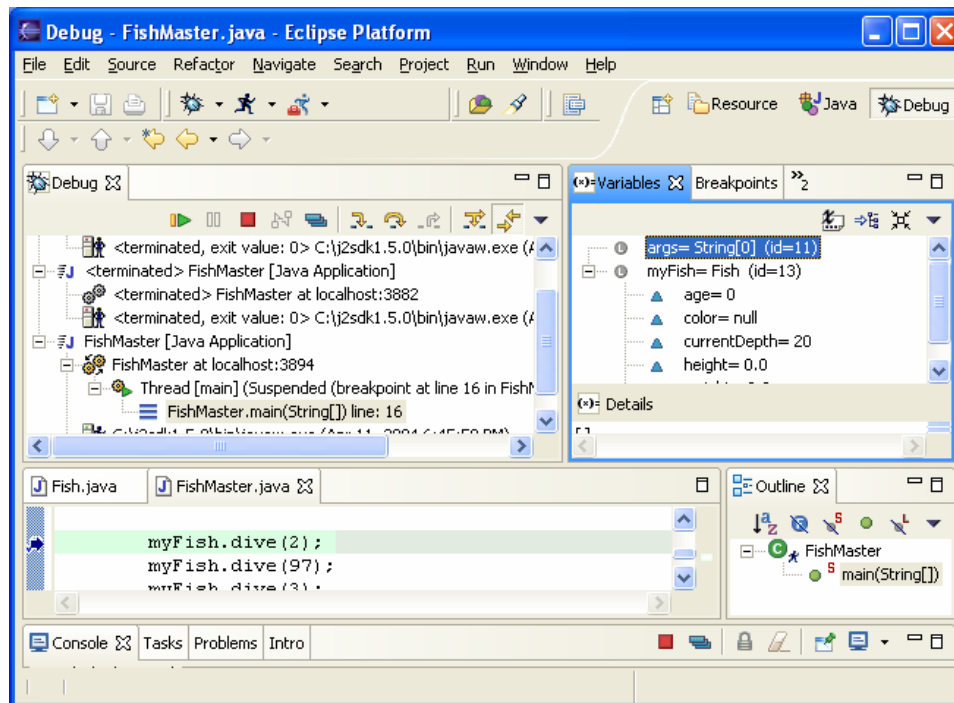 Debug - FishMaster.java - Eclipse Platform
File Edit Source Refactor Navigate Search Project Run Window Help
Resource Java Debug
Debug
<terminated, exit value: 0> C:\j2sdk1.5.0\bin\javaw.exe (A
<terminated> FishMaster [Java Application]
<terminated> FishMaster at localhost:3882
<terminated, exit value: 0> C:\j2sdk1.5.0\bin\javaw.exe (A
FishMaster [Java Application]
FishMaster at localhost:3894
Thread [main] (Suspended (breakpoint at line 16 in FishM
FishMaster.main(String[]) line: 16
Variables Breakpoints »2
args= String[0] (id=11)
myFish= Fish (id=13)
age= 0
color= null
currentDepth= 20
height= 0.0
Details
[]
Fish.java FishMaster.java
myFish.dive(2);
myFish.dive(97);
myFish.dive(3);
Outline
FishMaster
main(String[])
Console Tasks Problems Intro